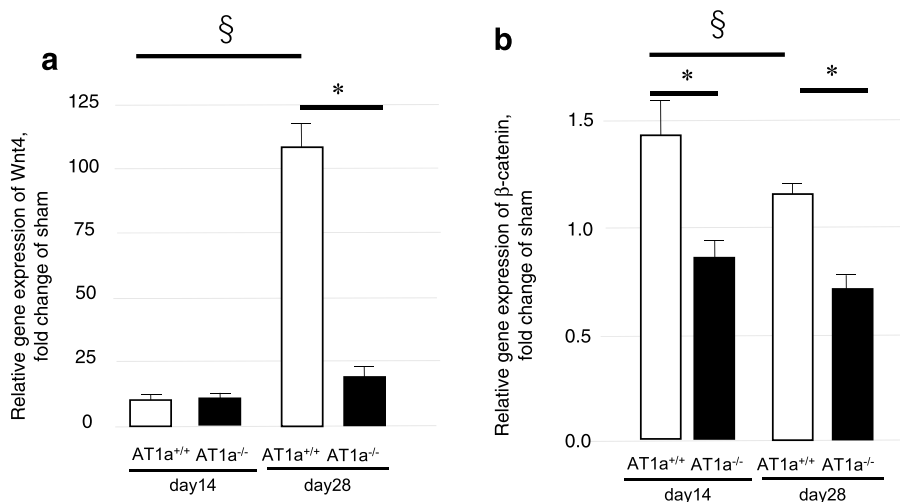 a
§
*
Relative gene expression of Wnt4,
fold change of sham
125
100
75
50
25
0
AT1a+/+ AT1a-/- AT1a+/+ AT1a-/-
day14 day28
b
§
* *
Relative gene expression of β-catenin,
fold change of sham
1.5
1.0
0.5
0.0
AT1a+/+ AT1a-/- AT1a+/+ AT1a-/-
day14 day28